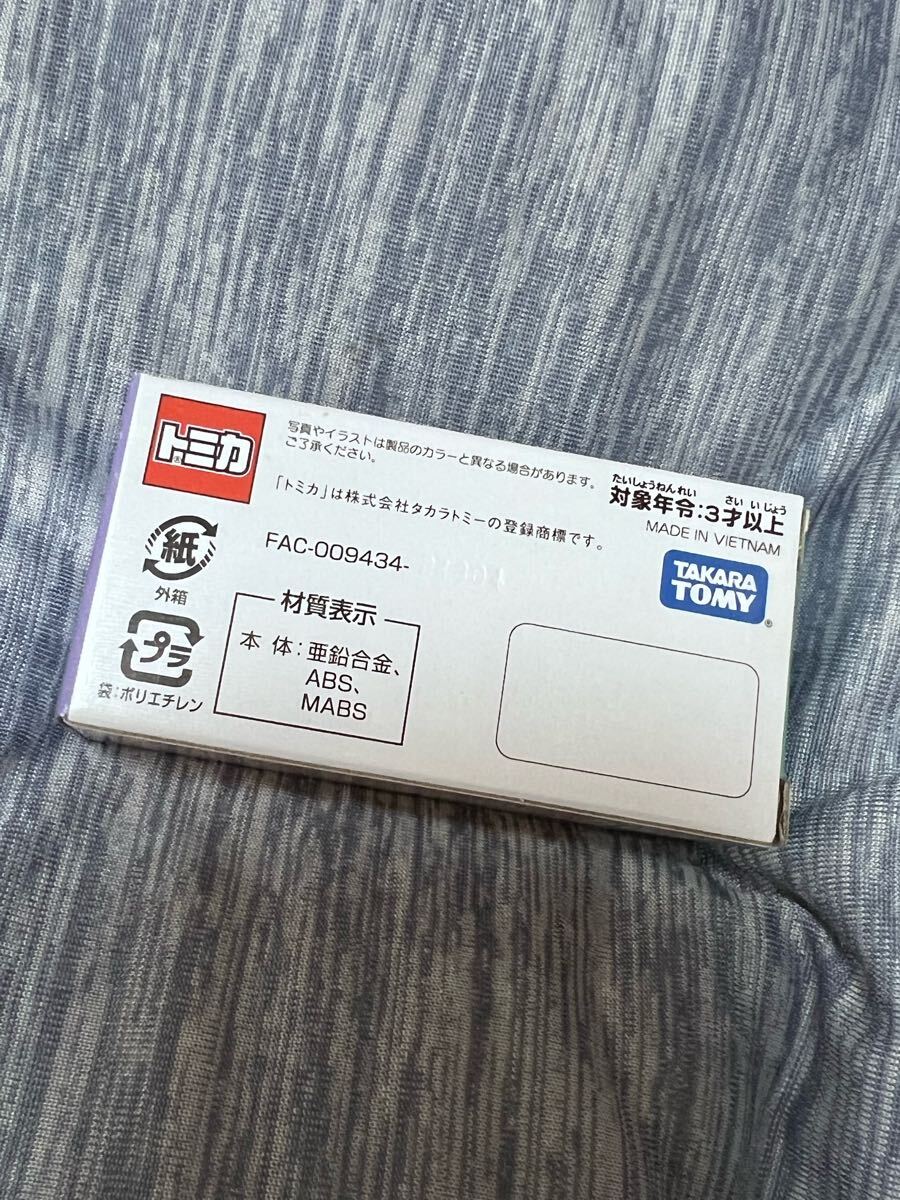 トミカ
写真やイラストは製品のカラーと異なる場合があります。
ご了承ください。
「トミカ」は株式会社タカラトミーの登録商標です。
たいしょうねんれい さい いじょう
対象年令:3才以上
MADE IN VIETNAM
TAKARA
TOMY
®
紙
外箱
FAC-009434-
プラ
袋:ポリエチレン
材質表示
本 体:亜鉛合金、
ABS、
MABS